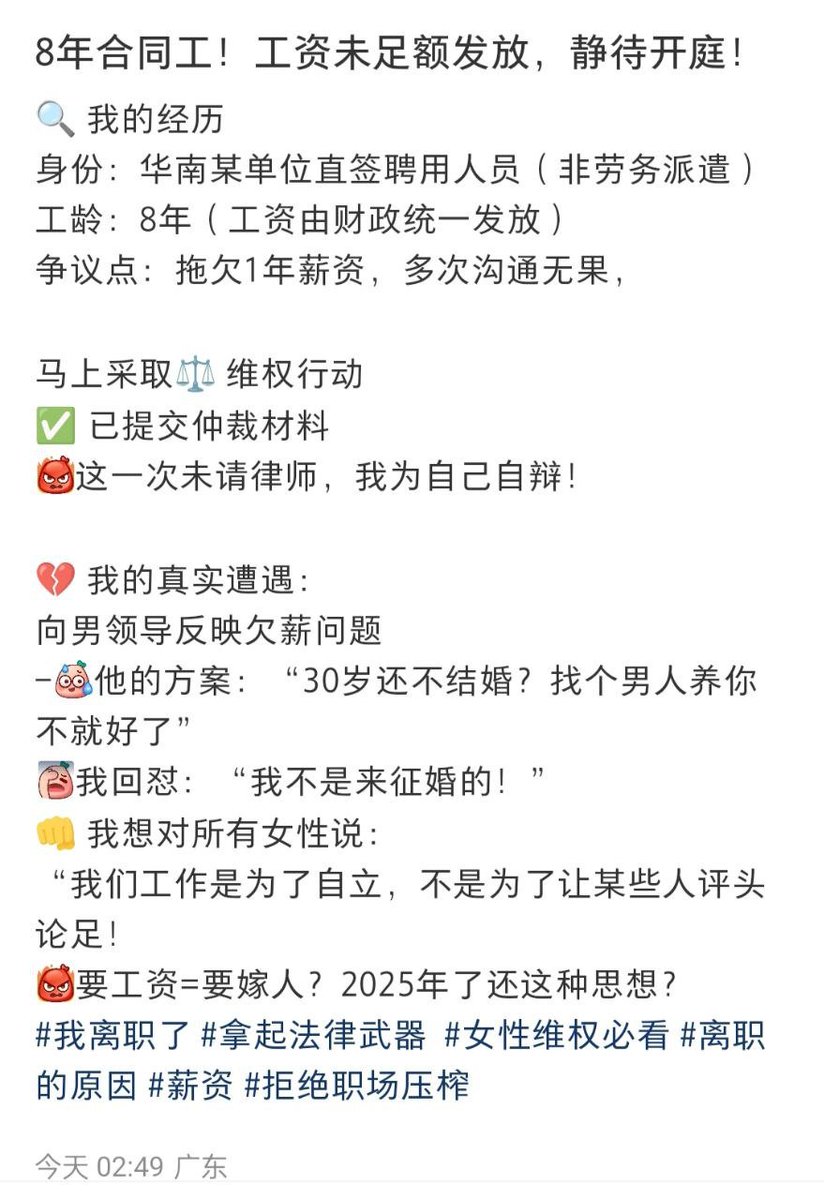 8年合同工！工资未足额发放，静待开庭！
🔍 我的经历
身份：华南某单位直签聘用人员（非劳务派遣）
工龄：8年（工资由财政统一发放）
争议点：拖欠1年薪资，多次沟通无果，
马上采取⚖️ 维权行动
✅ 已提交仲裁材料
这一次未请律师，我为自己自辩！
💔 我的真实遭遇：
向男领导反映欠薪问题
-他的方案：“30岁还不结婚？找个男人养你
不就好了”
我回怼：“我不是来征婚的！”
👊 我想对所有女性说：
“我们工作是为了自立，不是为了让某些人评头
论足！
要工资=要嫁人？2025年了还这种思想？
#我离职了 #拿起法律武器 #女性维权必看 #离职
的原因 #薪资 #拒绝职场压榨
今天 02:49 广东